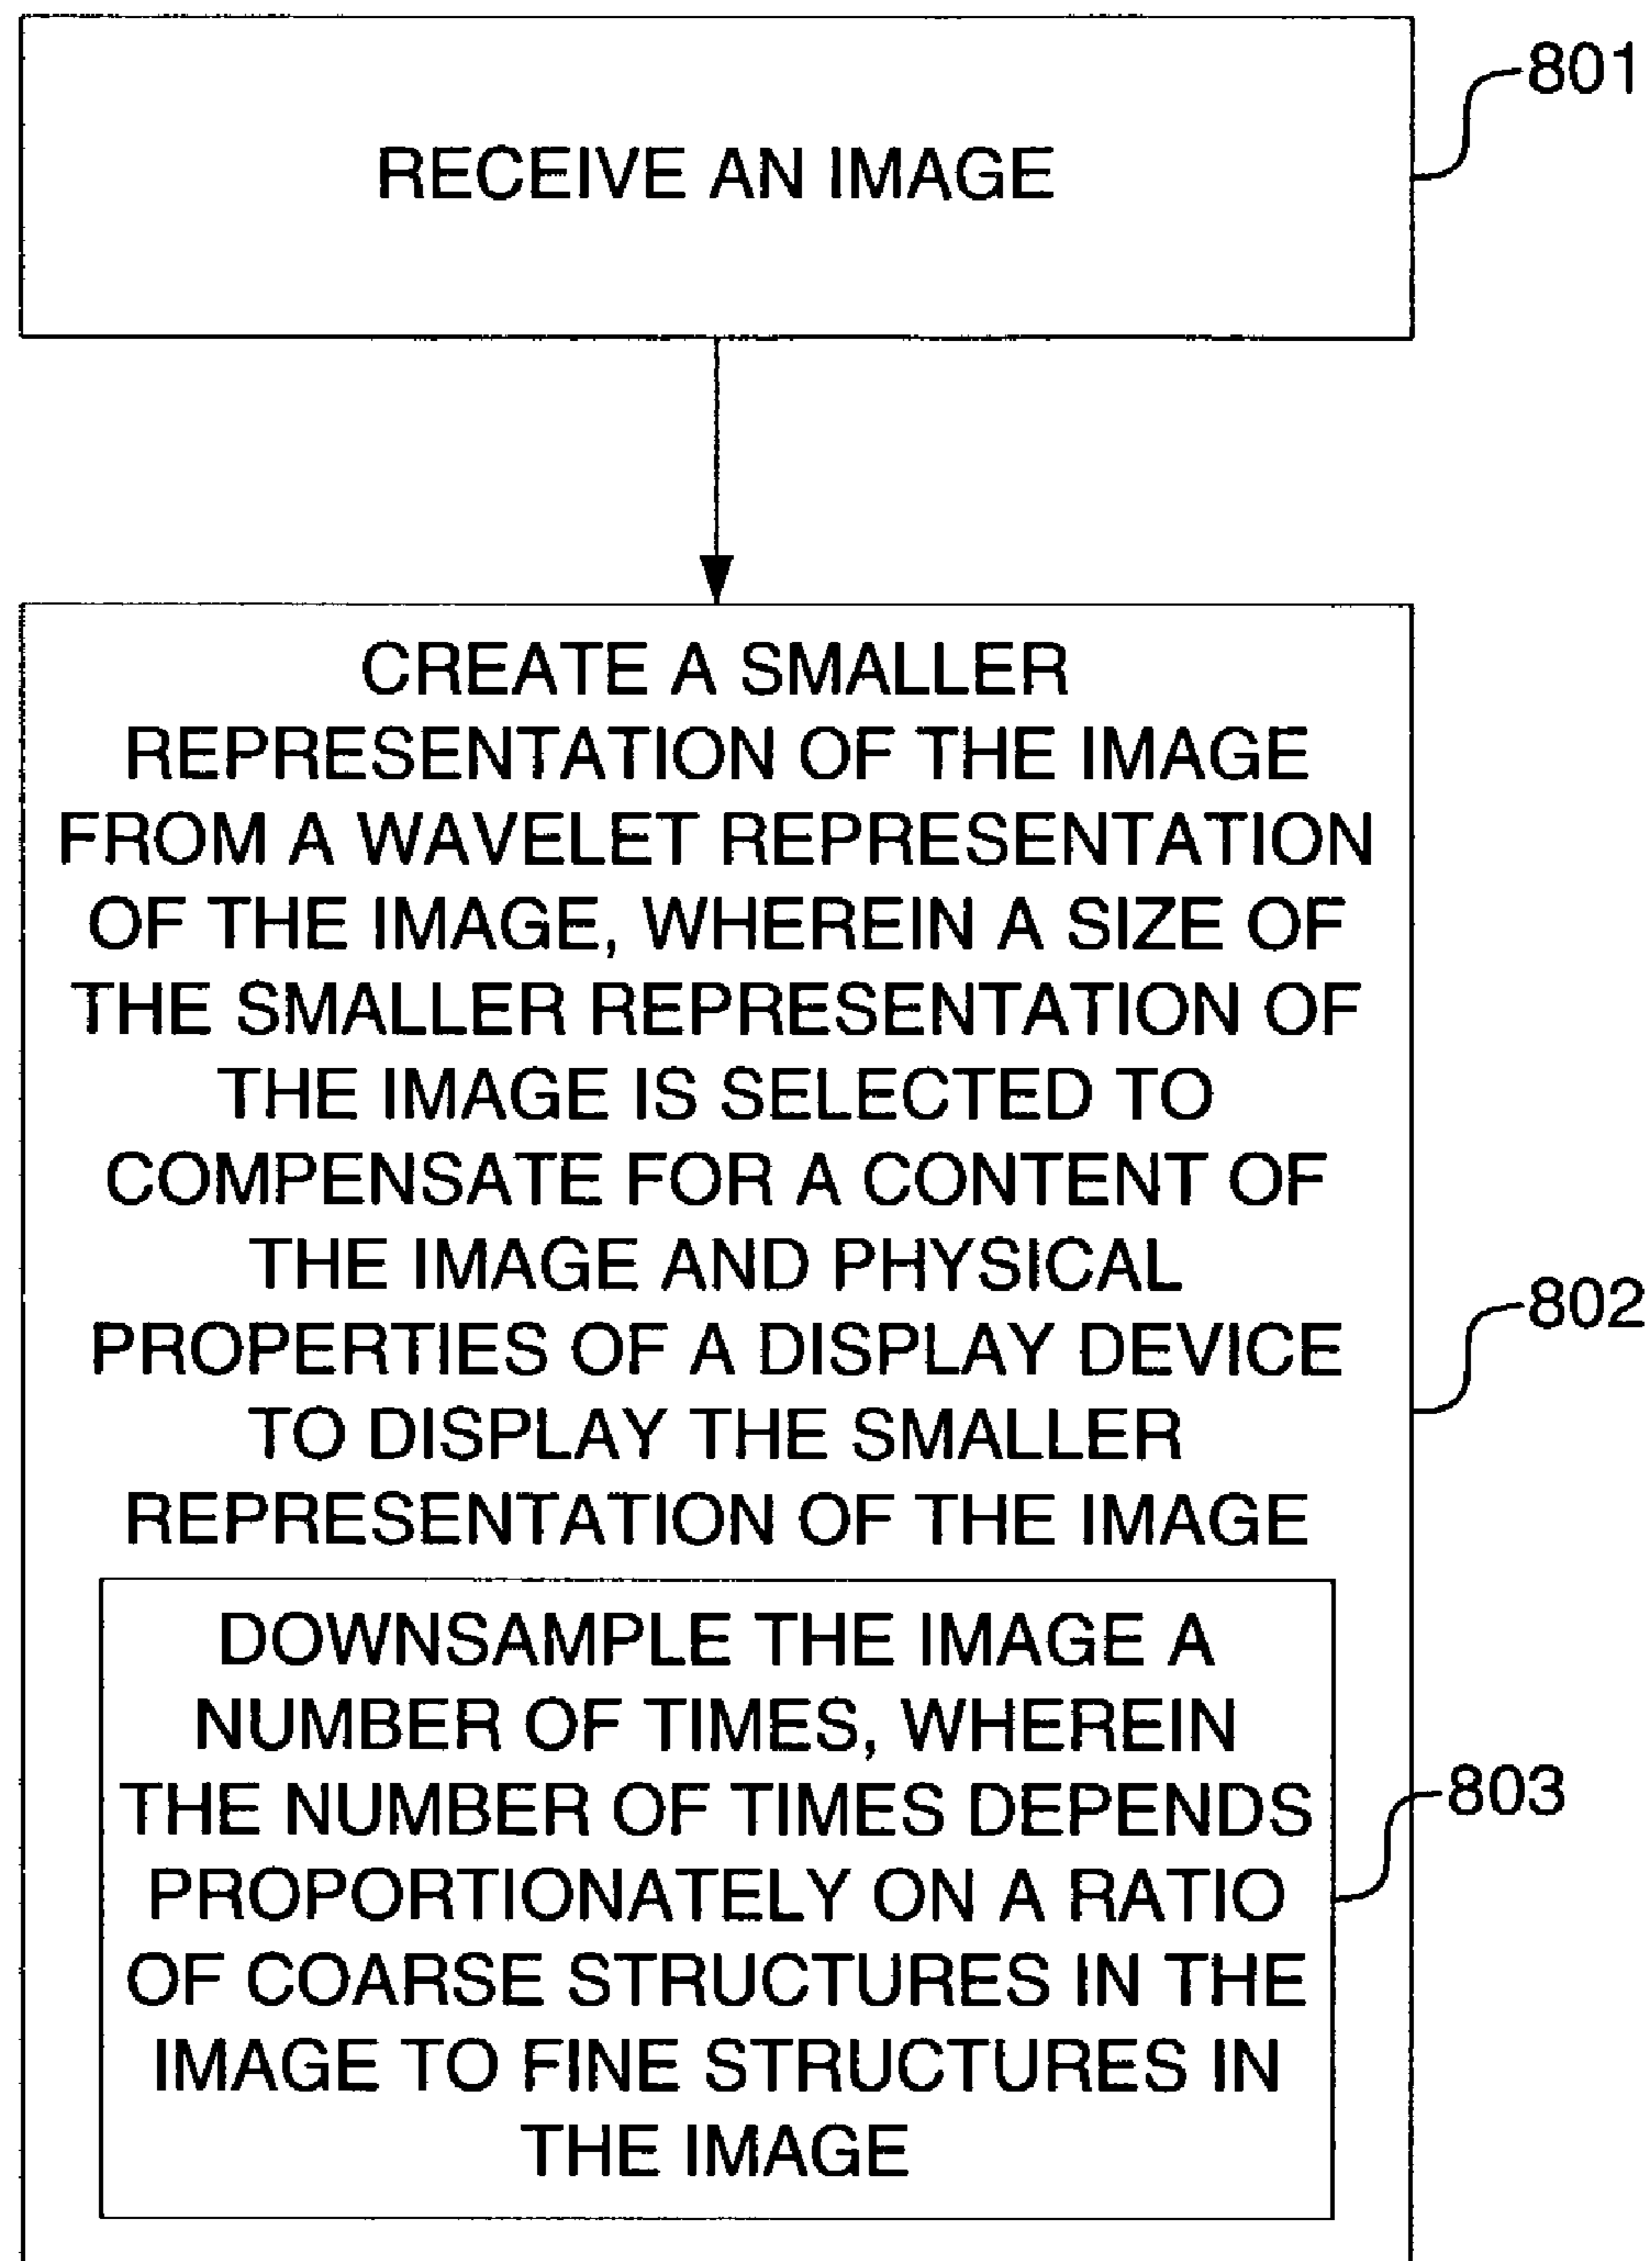 801
RECEIVE AN IMAGE
CREATE A SMALLER
REPRESENTATION OF THE IMAGE
FROM A WAVELET REPRESENTATION
OF THE IMAGE, WHEREIN A SIZE OF
THE SMALLER REPRESENTATION OF
THE IMAGE IS SELECTED TO
COMPENSATE FOR A CONTENT OF
THE IMAGE AND PHYSICAL
PROPERTIES OF A DISPLAY DEVICE
TO DISPLAY THE SMALLER
REPRESENTATION OF THE IMAGE
802
DOWNSAMPLE THE IMAGE A
NUMBER OF TIMES, WHEREIN
THE NUMBER OF TIMES DEPENDS
PROPORTIONATELY ON A RATIO
OF COARSE STRUCTURES IN THE
IMAGE TO FINE STRUCTURES IN
THE IMAGE
803